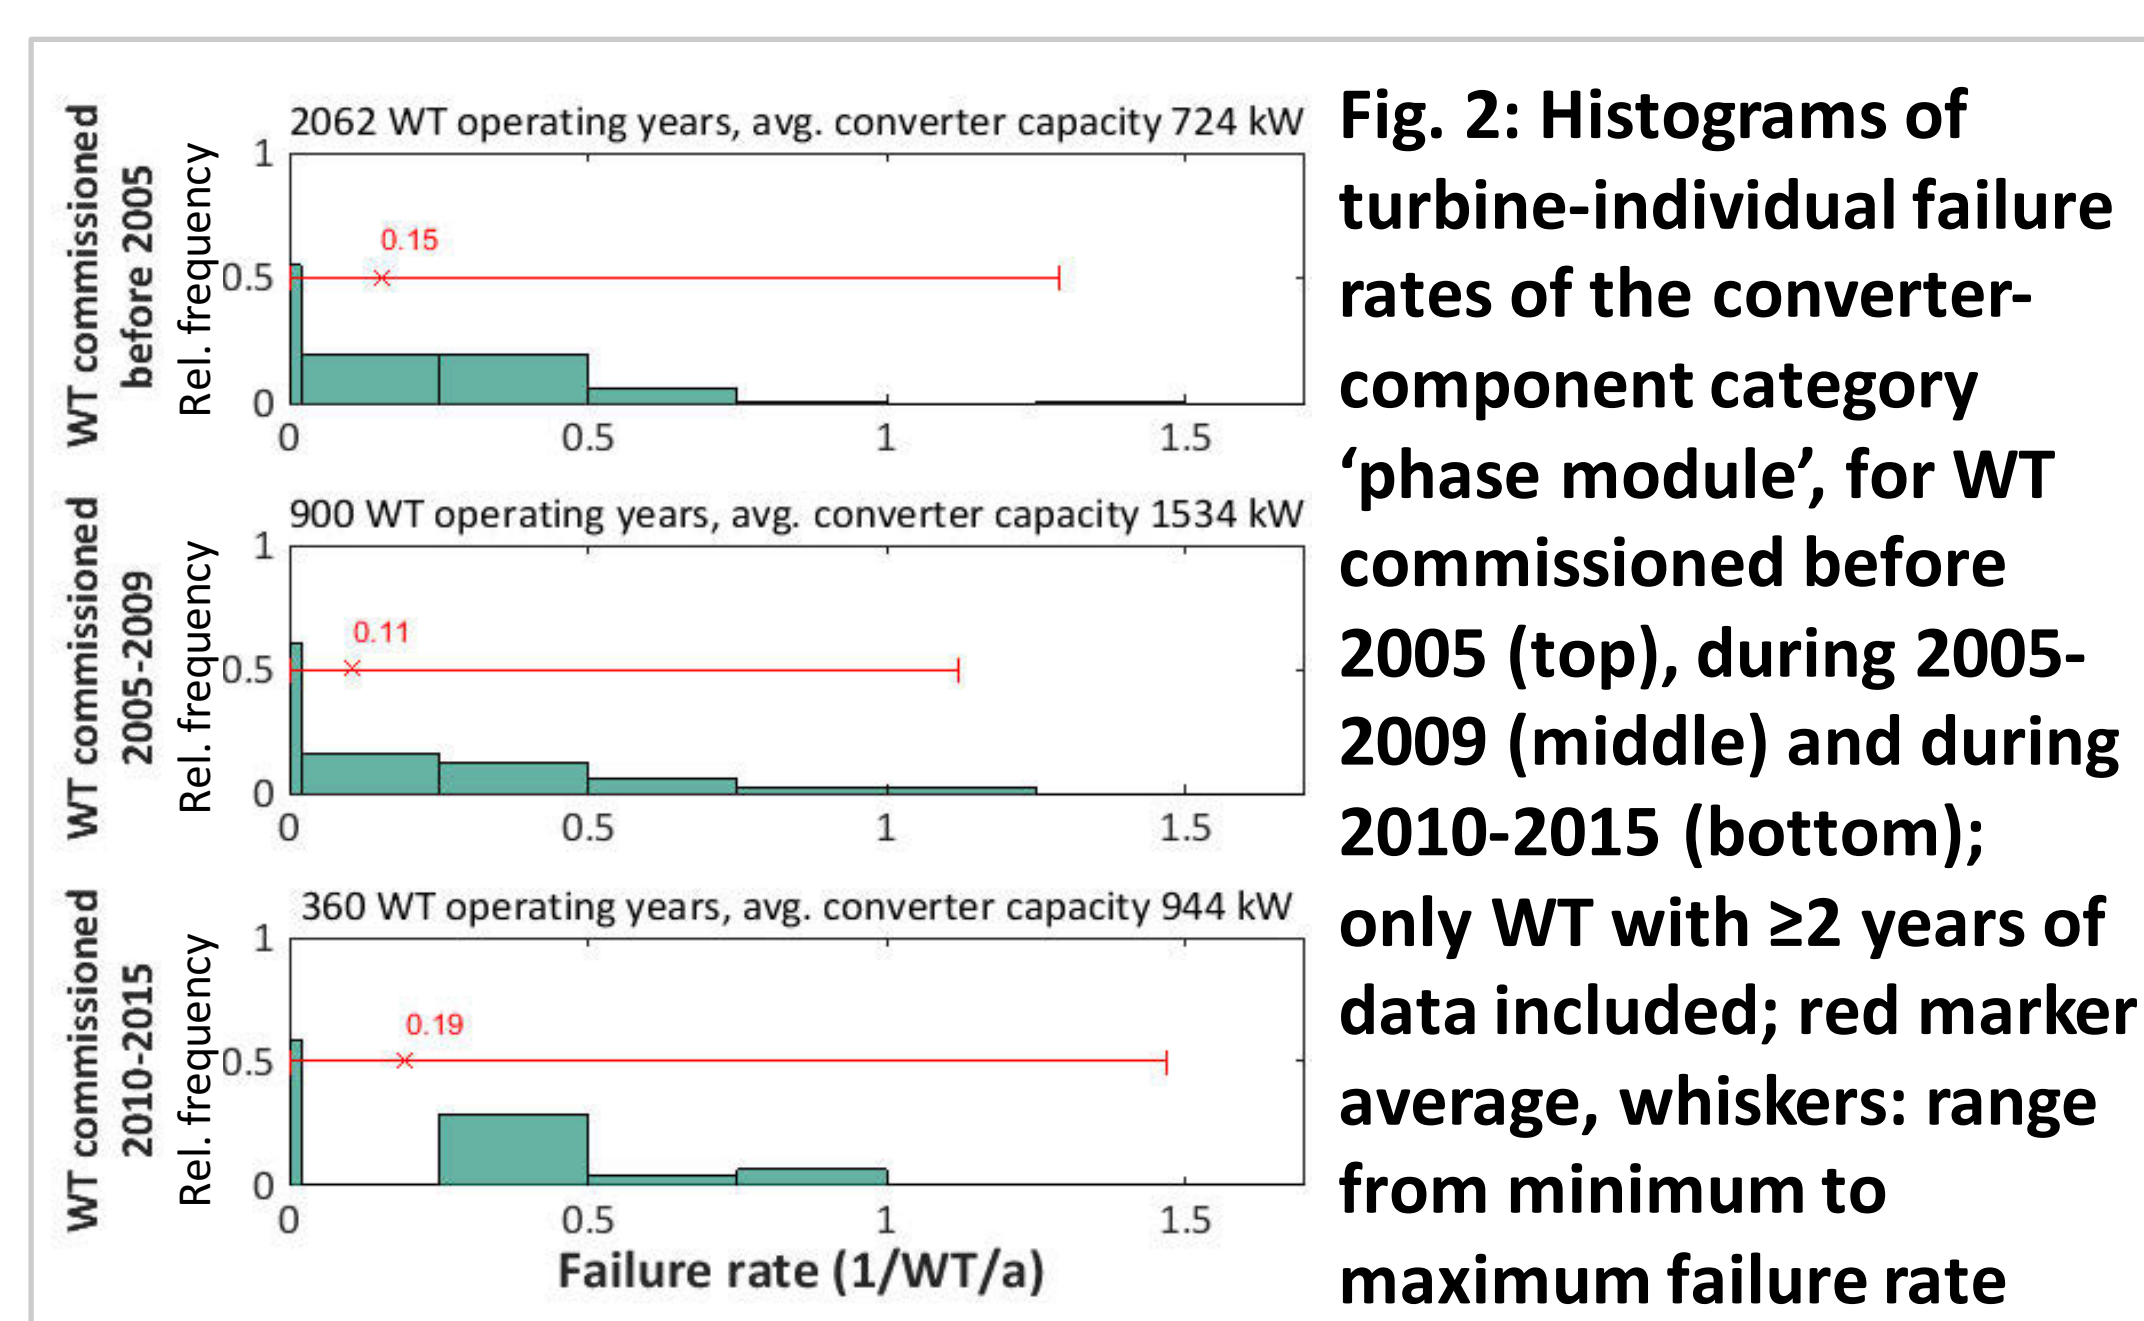 2062 WT operating years, avg. converter capacity 724 kW
WT commissioned
before 2005
Rel. frequency
1
0.5
0
0.15
0
0.5
1
1.5
900 WT operating years, avg. converter capacity 1534 kW
WT commissioned
2005-2009
Rel. frequency
1
0.5
0
0.11
0
0.5
1
1.5
360 WT operating years, avg. converter capacity 944 kW
WT commissioned
2010-2015
Rel. frequency
1
0.5
0
0.19
0
0.5
1
1.5
Failure rate (1/WT/a)
Fig. 2: Histograms of
turbine-individual failure
rates of the converter-
component category
‘phase module’, for WT
commissioned before
2005 (top), during 2005-
2009 (middle) and during
2010-2015 (bottom);
only WT with ≥2 years of
data included; red marker
average, whiskers: range
from minimum to
maximum failure rate